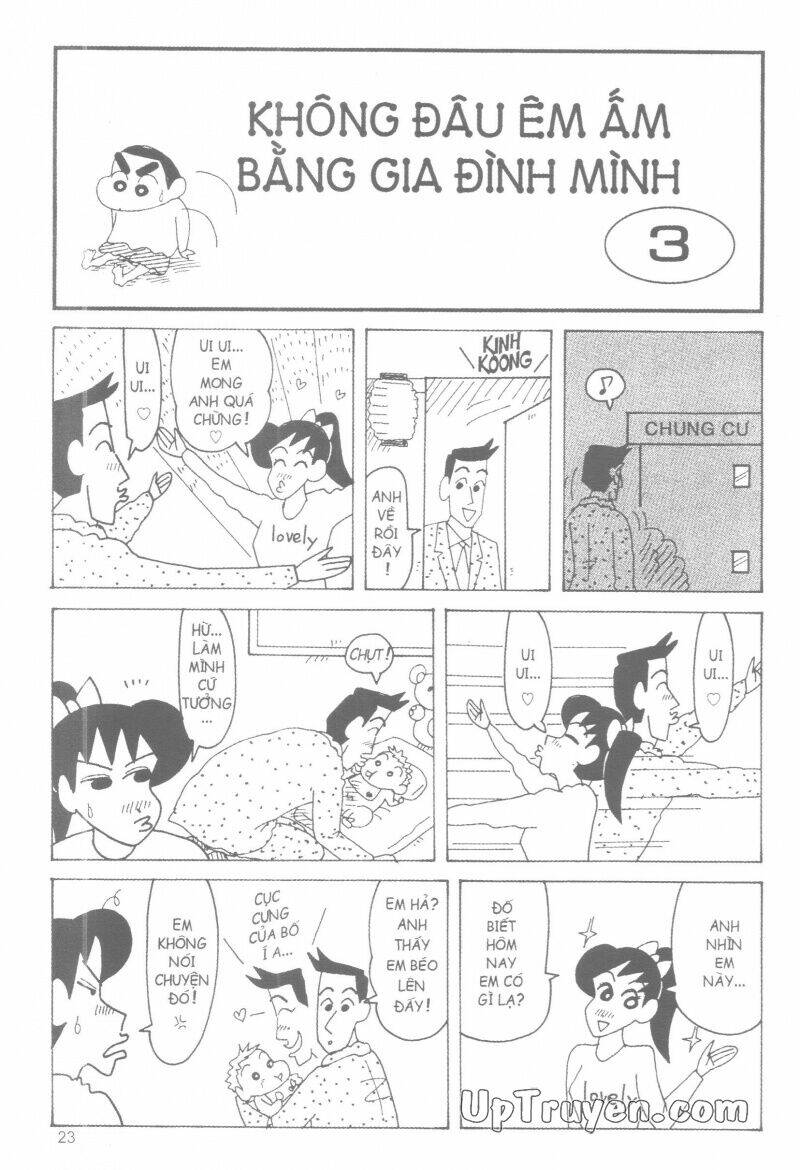 KHÔNG ĐÂU ÊM ẤM
BẰNG GIA ĐÌNH MÌNH
3
CHUNG CƯ
KINH
KOONG
ANH
VỀ
RỒI
ĐÂY
!
UI UI...
EM
MONG
ANH QUÁ
CHỪNG!
UI
UI...
lovely
UI
UI...
UI
UI...
CHỤT!
HỪ...
LÀM
MÌNH
CỨ
TƯỞNG
...
ANH
NHÌN
EM
NÀY...
ĐỐ
BIẾT
HÔM
NAY
EM CÓ
GÌ LẠ?
lovely
EM HẢ?
ANH
THẤY
EM BÉO
LÊN
ĐẤY!
CỤC
CƯNG
CỦA BỐ
Í A...
EM
KHÔNG
NÓI
CHUYỆN
ĐÓ!
UpTruyen.com
23